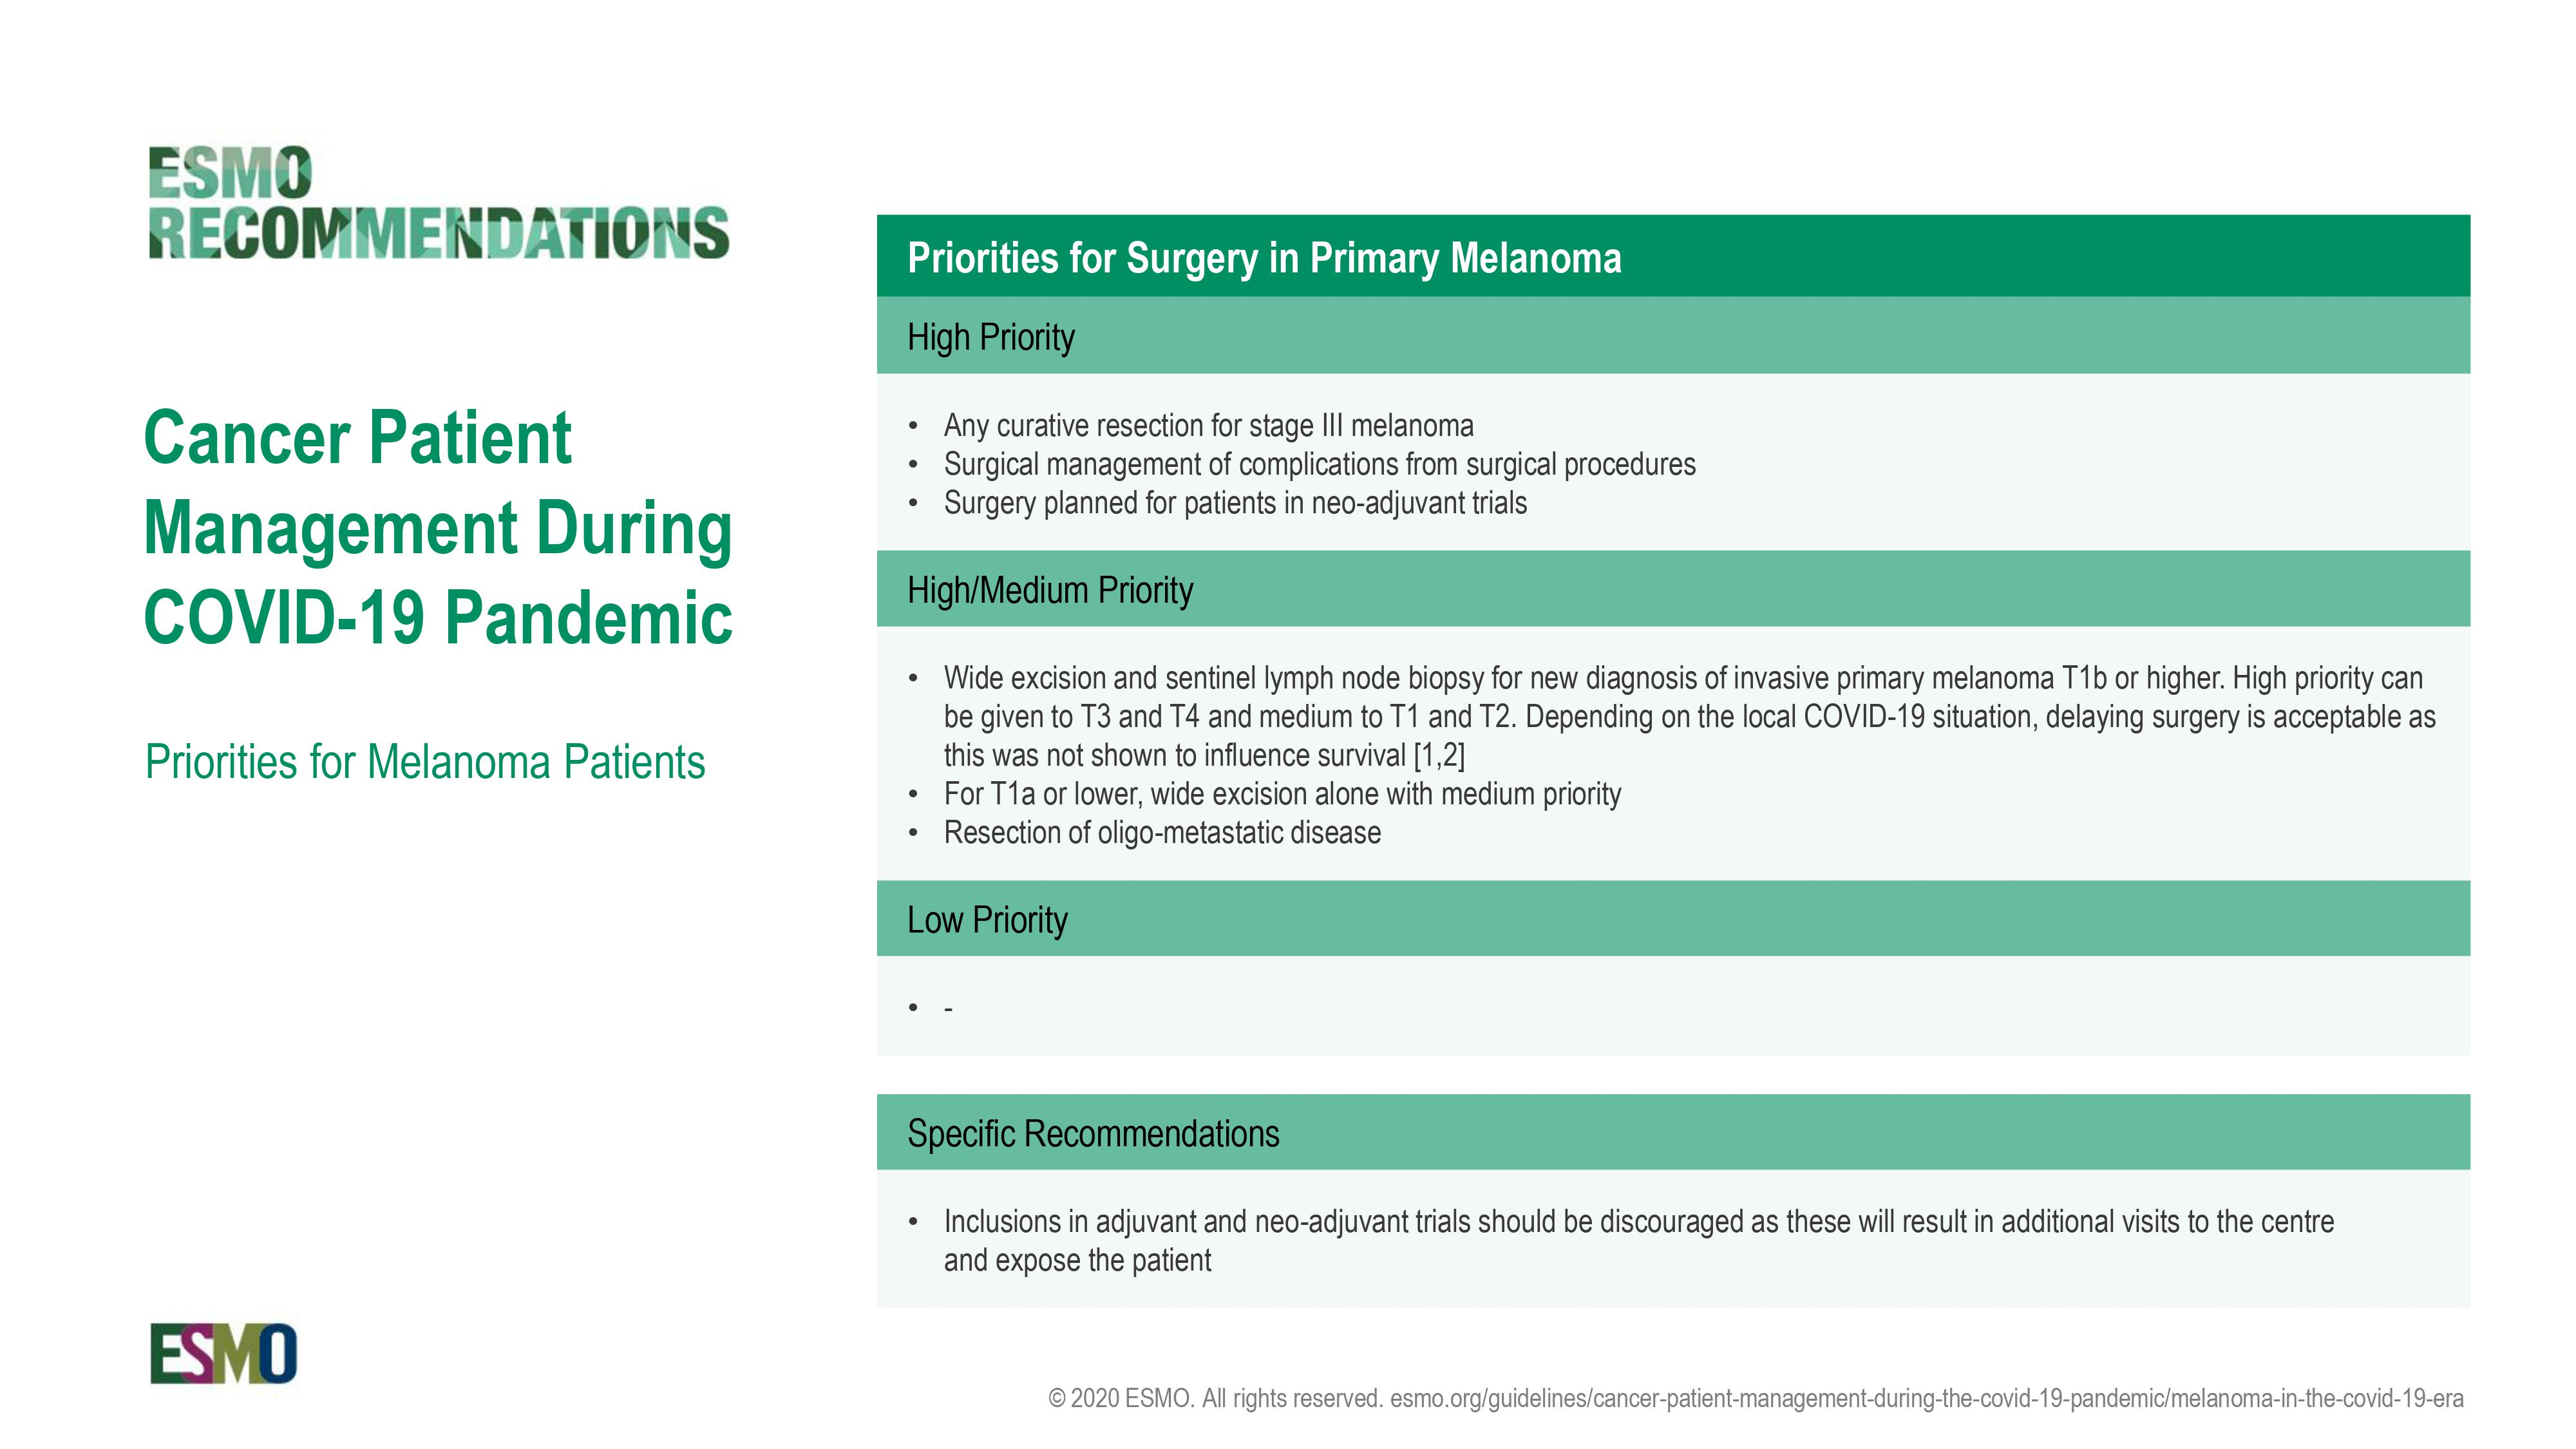 ESMO
RECOMMENDATIONS
Cancer Patient
Management During
COVID-19 Pandemic
Priorities for Melanoma Patients
Priorities for Surgery in Primary Melanoma
High Priority
• Any curative resection for stage III melanoma
• Surgical management of complications from surgical procedures
• Surgery planned for patients in neo-adjuvant trials
High/Medium Priority
• Wide excision and sentinel lymph node biopsy for new diagnosis of invasive primary melanoma T1b or higher. High priority can
be given to T3 and T4 and medium to T1 and T2. Depending on the local COVID-19 situation, delaying surgery is acceptable as
this was not shown to influence survival [1,2]
• For T1a or lower, wide excision alone with medium priority
• Resection of oligo-metastatic disease
Low Priority
• -
Specific Recommendations
• Inclusions in adjuvant and neo-adjuvant trials should be discouraged as these will result in additional visits to the centre
and expose the patient
ESMO
© 2020 ESMO. All rights reserved. esmo.org/guidelines/cancer-patient-management-during-the-covid-19-pandemic/melanoma-in-the-covid-19-era